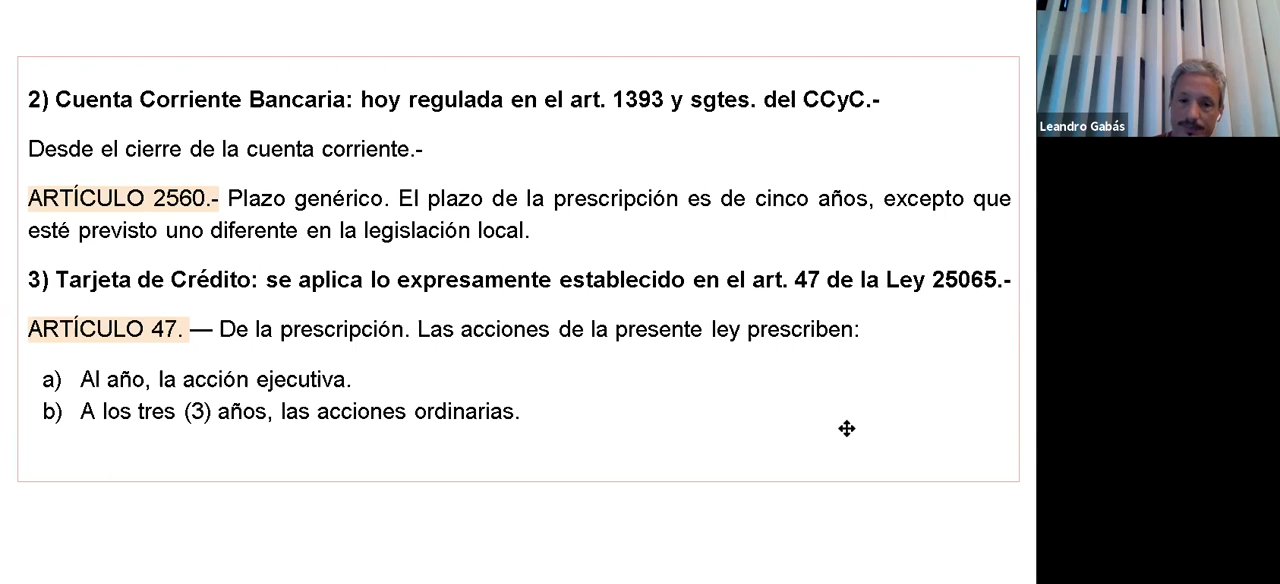 2) Cuenta Corriente Bancaria: hoy regulada en el art. 1393 y sgtes. del CCyC.-
Desde el cierre de la cuenta corriente.-
ARTÍCULO 2560.- Plazo genérico. El plazo de la prescripción es de cinco años, excepto que
esté previsto uno diferente en la legislación local.
3) Tarjeta de Crédito: se aplica lo expresamente establecido en el art. 47 de la Ley 25065.-
ARTÍCULO 47. — De la prescripción. Las acciones de la presente ley prescriben:
a) Al año, la acción ejecutiva.
b) A los tres (3) años, las acciones ordinarias.
Leandro Gabás